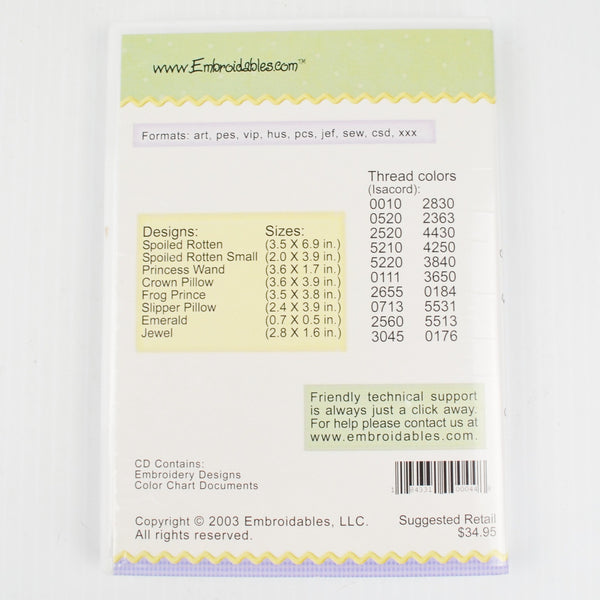 www.Embroidables.com™
Formats: art, pes, vip, hus, pcs, jef, sew, csd, xxx
Thread colors
(Isacord):
0010 2830
0520 2363
2520 4430
5210 4250
5220 3840
0111 3650
2655 0184
0713 5531
2560 5513
3045 0176
Designs: Sizes:
Spoiled Rotten (3.5 X 6.9 in.)
Spoiled Rotten Small (2.0 X 3.9 in.)
Princess Wand (3.6 X 1.7 in.)
Crown Pillow (3.6 X 3.9 in.)
Frog Prince (3.5 X 3.8 in.)
Slipper Pillow (2.4 X 3.9 in.)
Emerald (0.7 X 0.5 in.)
Jewel (2.8 X 1.6 in.)
Friendly technical support
is always just a click away.
For help please contact us at
www.embroidables.com.
CD Contains:
Embroidery Designs
Color Chart Documents
Copyright © 2003 Embroidables, LLC.
All rights reserved.
Suggested Retail
$34.95